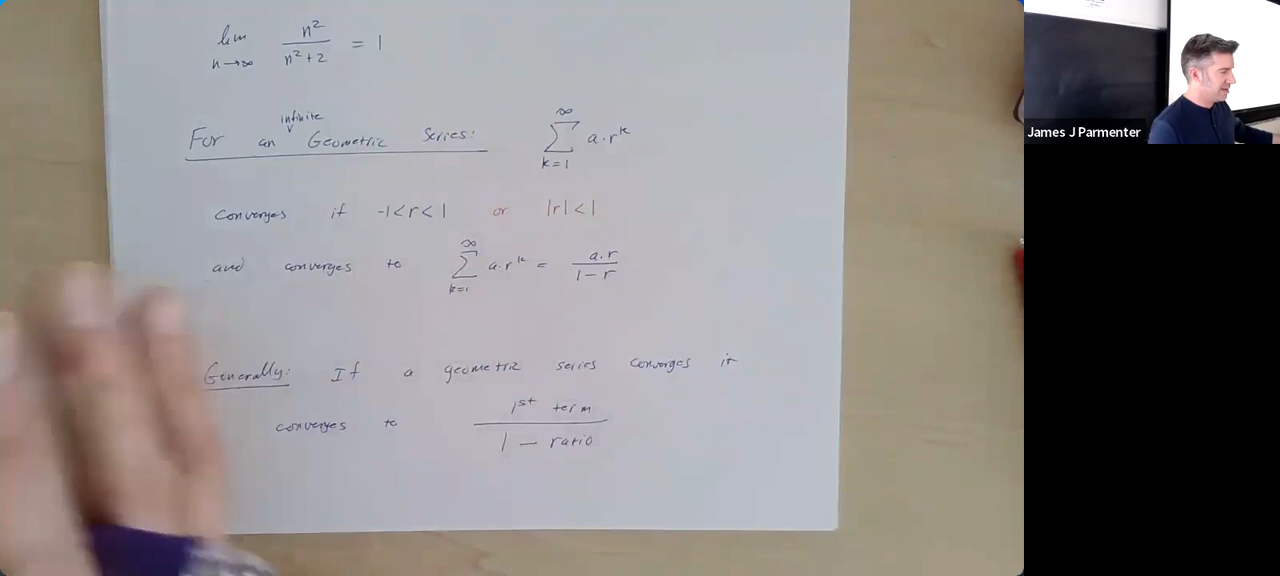 lim n→∞ n²/(n²+2) = 1
For an infinite Geometric Series: ∑_{k=1}^{∞} a·r^k
converges if -1<r<1 or |r|<1
and converges to ∑_{k=1}^{∞} a·r^k = a·r/(1-r)
Generally: If a geometric series converges it
converges to 1st term/(1 - ratio)
James J Parmenter